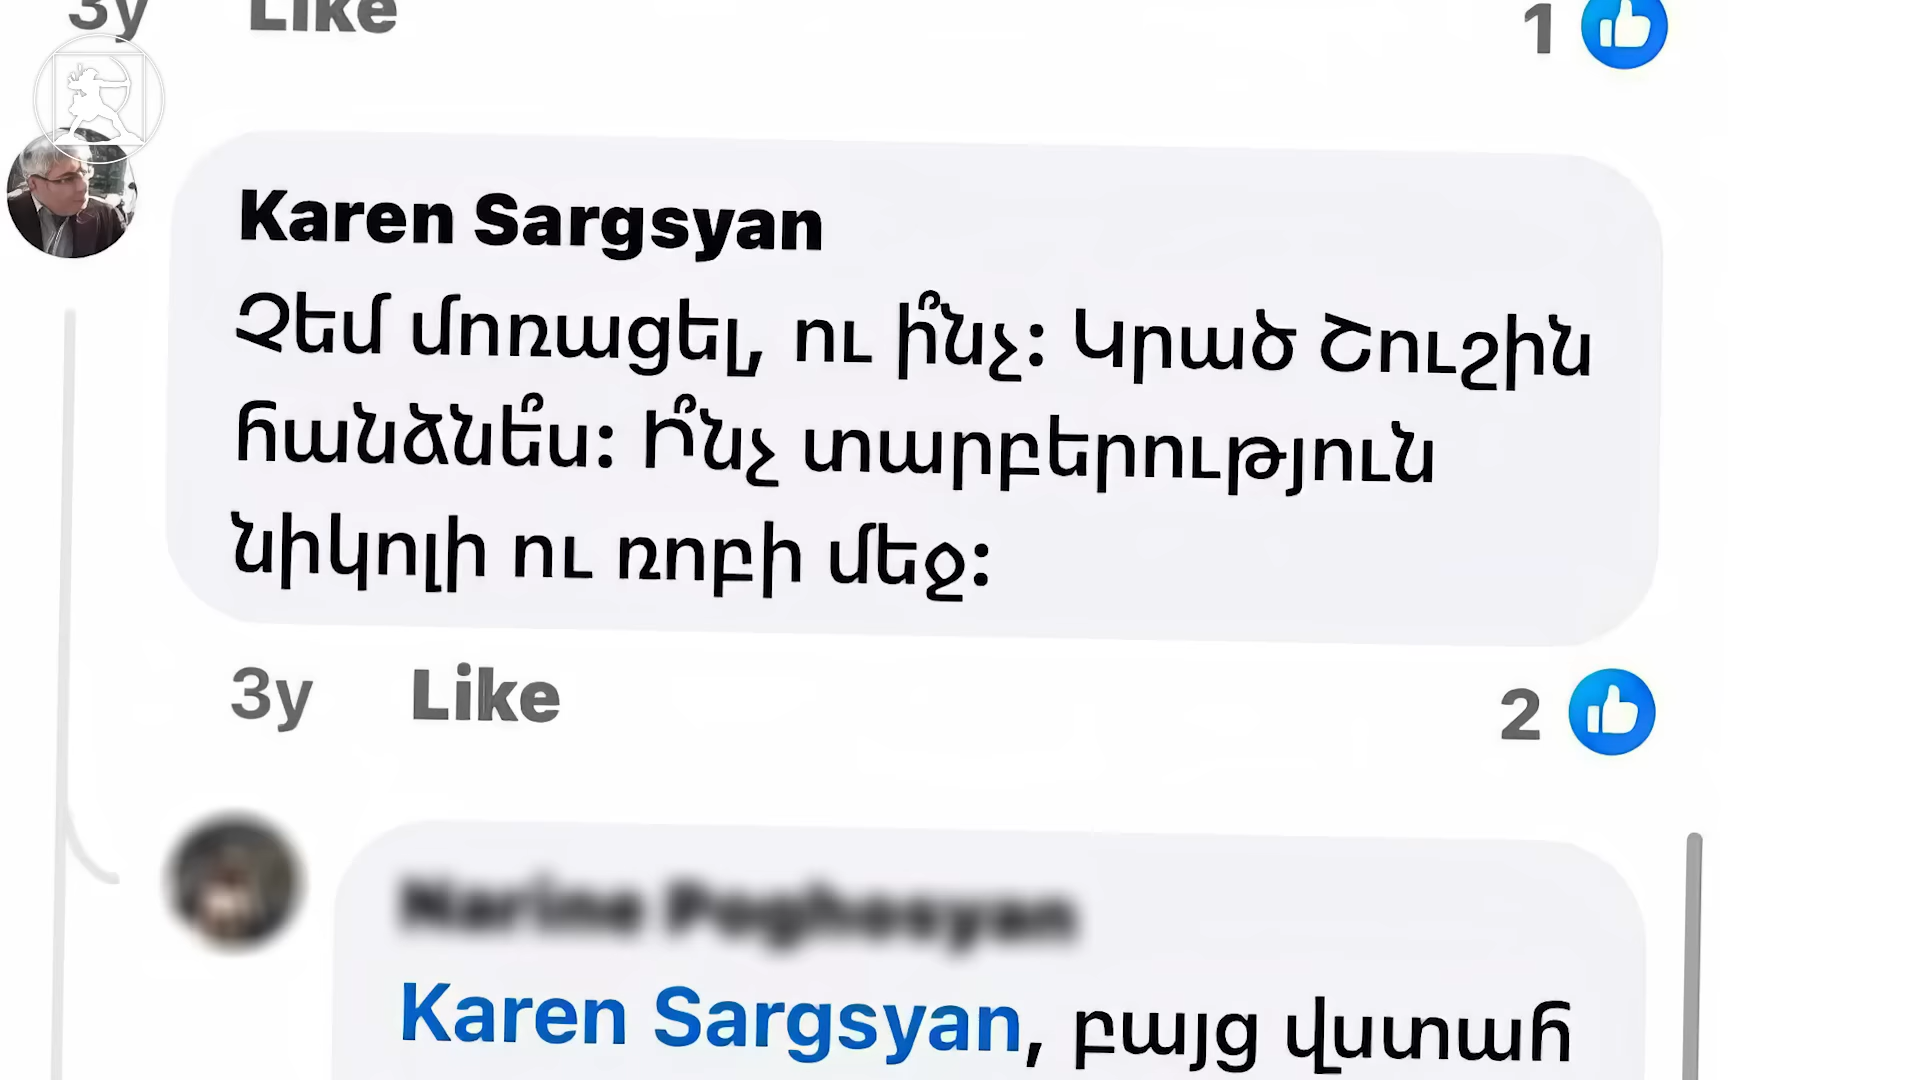 3y Like 1
Karen Sargsyan
Չեմ մոռացել, ու ի՞նչ: Կրած Շուշին
հանձնե՞ս: Ի՞նչ տարբերություն
նիկոլի ու ռոբի մեջ:
3y Like 2
Karen Sargsyan, բայց վստահ